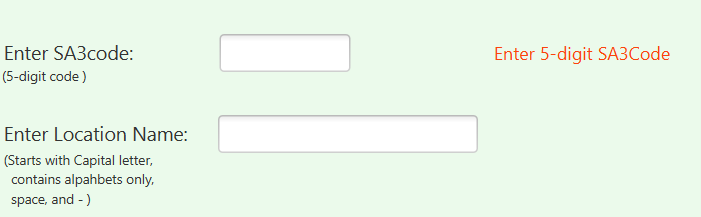 Enter SA3code:
Enter 5-digit SA3Code
(5-digit code )
Enter Location Name:
(Starts with Capital letter,
contains alpahbets only,
space, and - )